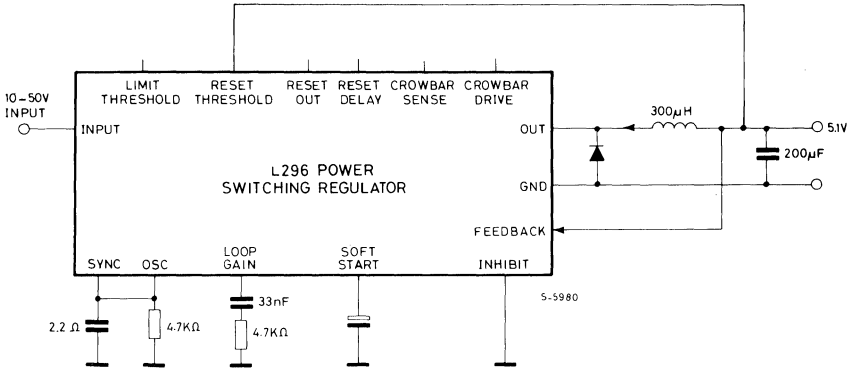 LIMIT THRESHOLD
RESET THRESHOLD
RESET OUT
RESET DELAY
CROWBAR SENSE
CROWBAR DRIVE
10-50V
INPUT
INPUT
OUT
300µH
5.1V
200µF
L296 POWER
SWITCHING REGULATOR
GND
FEEDBACK
SYNC
OSC
LOOP
GAIN
SOFT
START
INHIBIT
S-5980
2.2 Ω
4.7KΩ
33nF
4.7KΩ